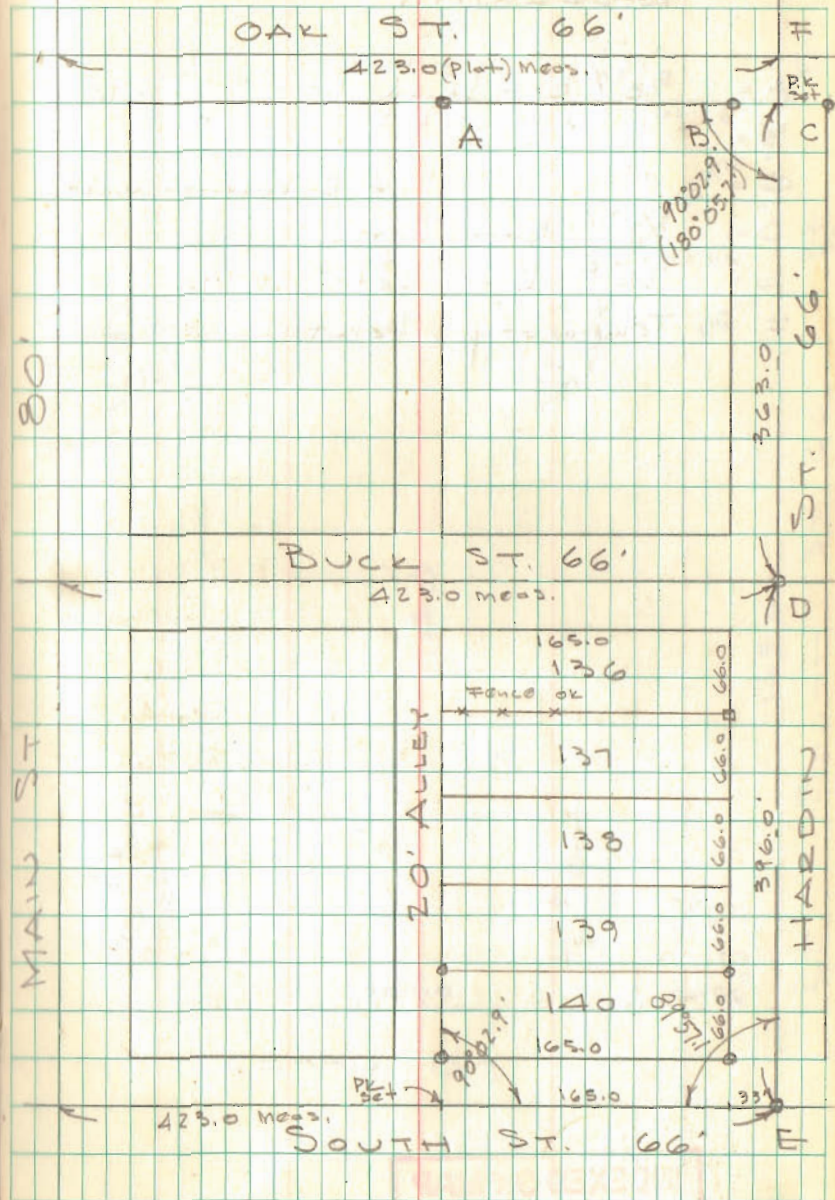 OAK ST. 66'
F
423.0 (plat) meas.
P.K. set
A
B
C
90°02.9'
(180°05.7')
80'
363.0
ST. 66'
BUCK ST. 66'
423.0 meas.
D
165.0
136
66.0
Fence ok
137
66.0
MAIN ST
20' ALLEY
138
66.0
396.0'
HARDIN
139
66.0
140
66.0
90°02.9'
89°57.1
165.0
PK set
165.0
33'
423.0 meas.
SOUTH ST. 66'
E